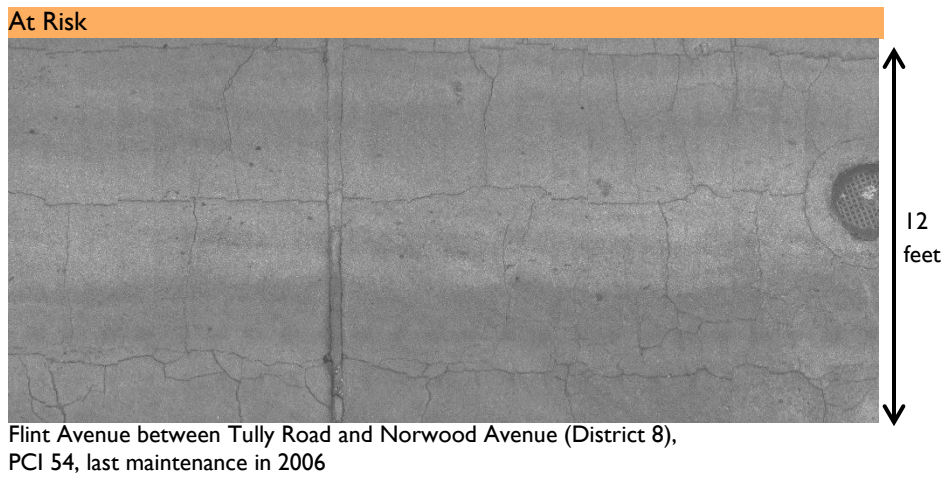 At Risk
12
feet
Flint Avenue between Tully Road and Norwood Avenue (District 8),
PCI 54, last maintenance in 2006